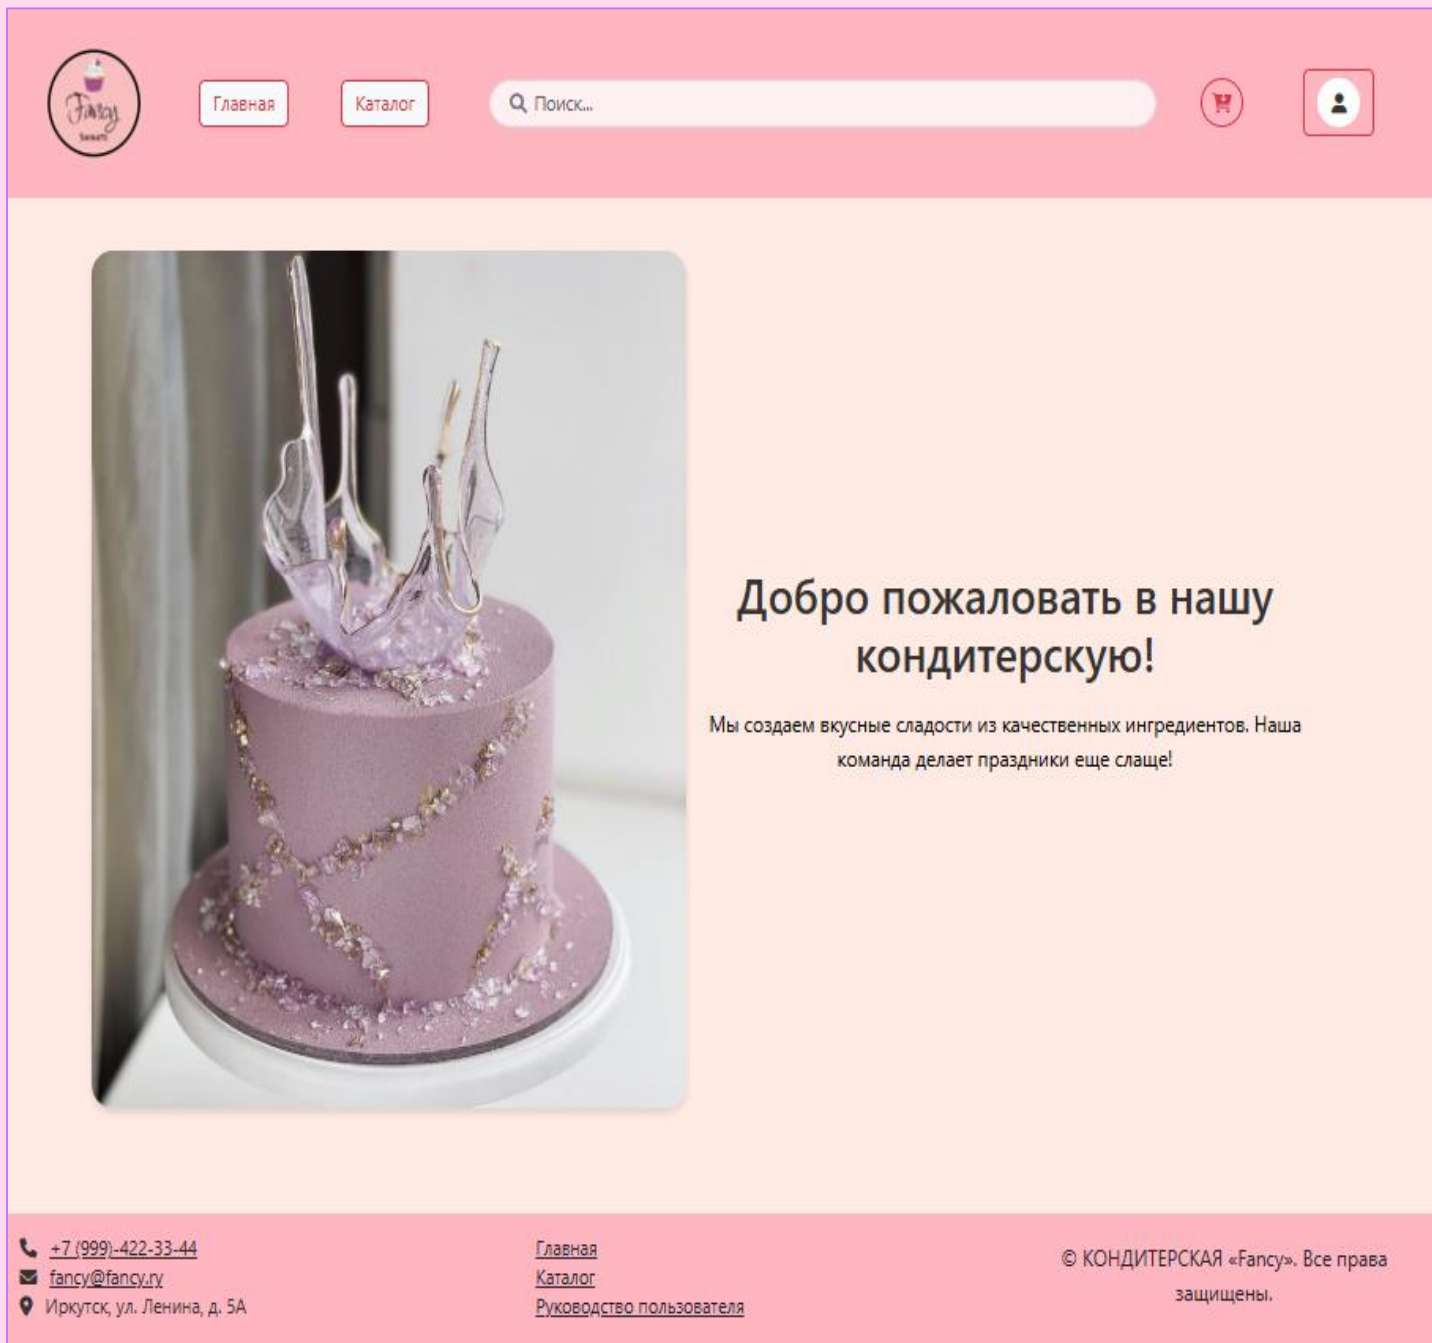 Fancy
Sweets
Главная
Каталог
Поиск...
Добро пожаловать в нашу
кондитерскую!
Мы создаем вкусные сладости из качественных ингредиентов. Наша
команда делает праздники еще слаще!
+7 (999)-422-33-44
fancy@fancy.ry
Иркутск, ул. Ленина, д. 5А
Главная
Каталог
Руководство пользователя
© КОНДИТЕРСКАЯ «Fancy». Все права
защищены.